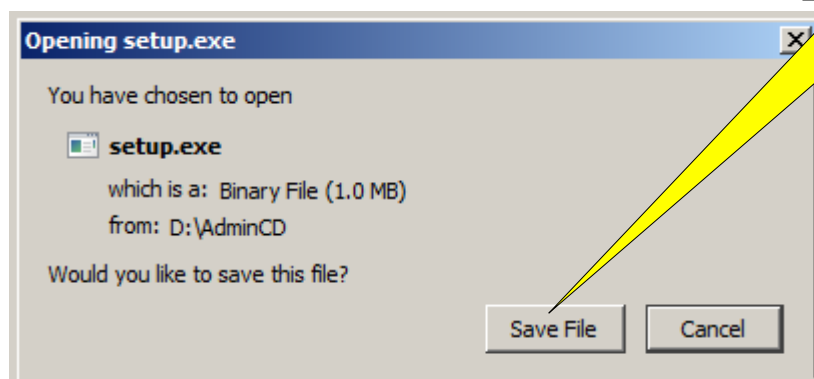 Opening setup.exe
You have chosen to open
setup.exe
which is a: Binary File (1.0 MB)
from: D:\AdminCD
Would you like to save this file?
Save File
Cancel